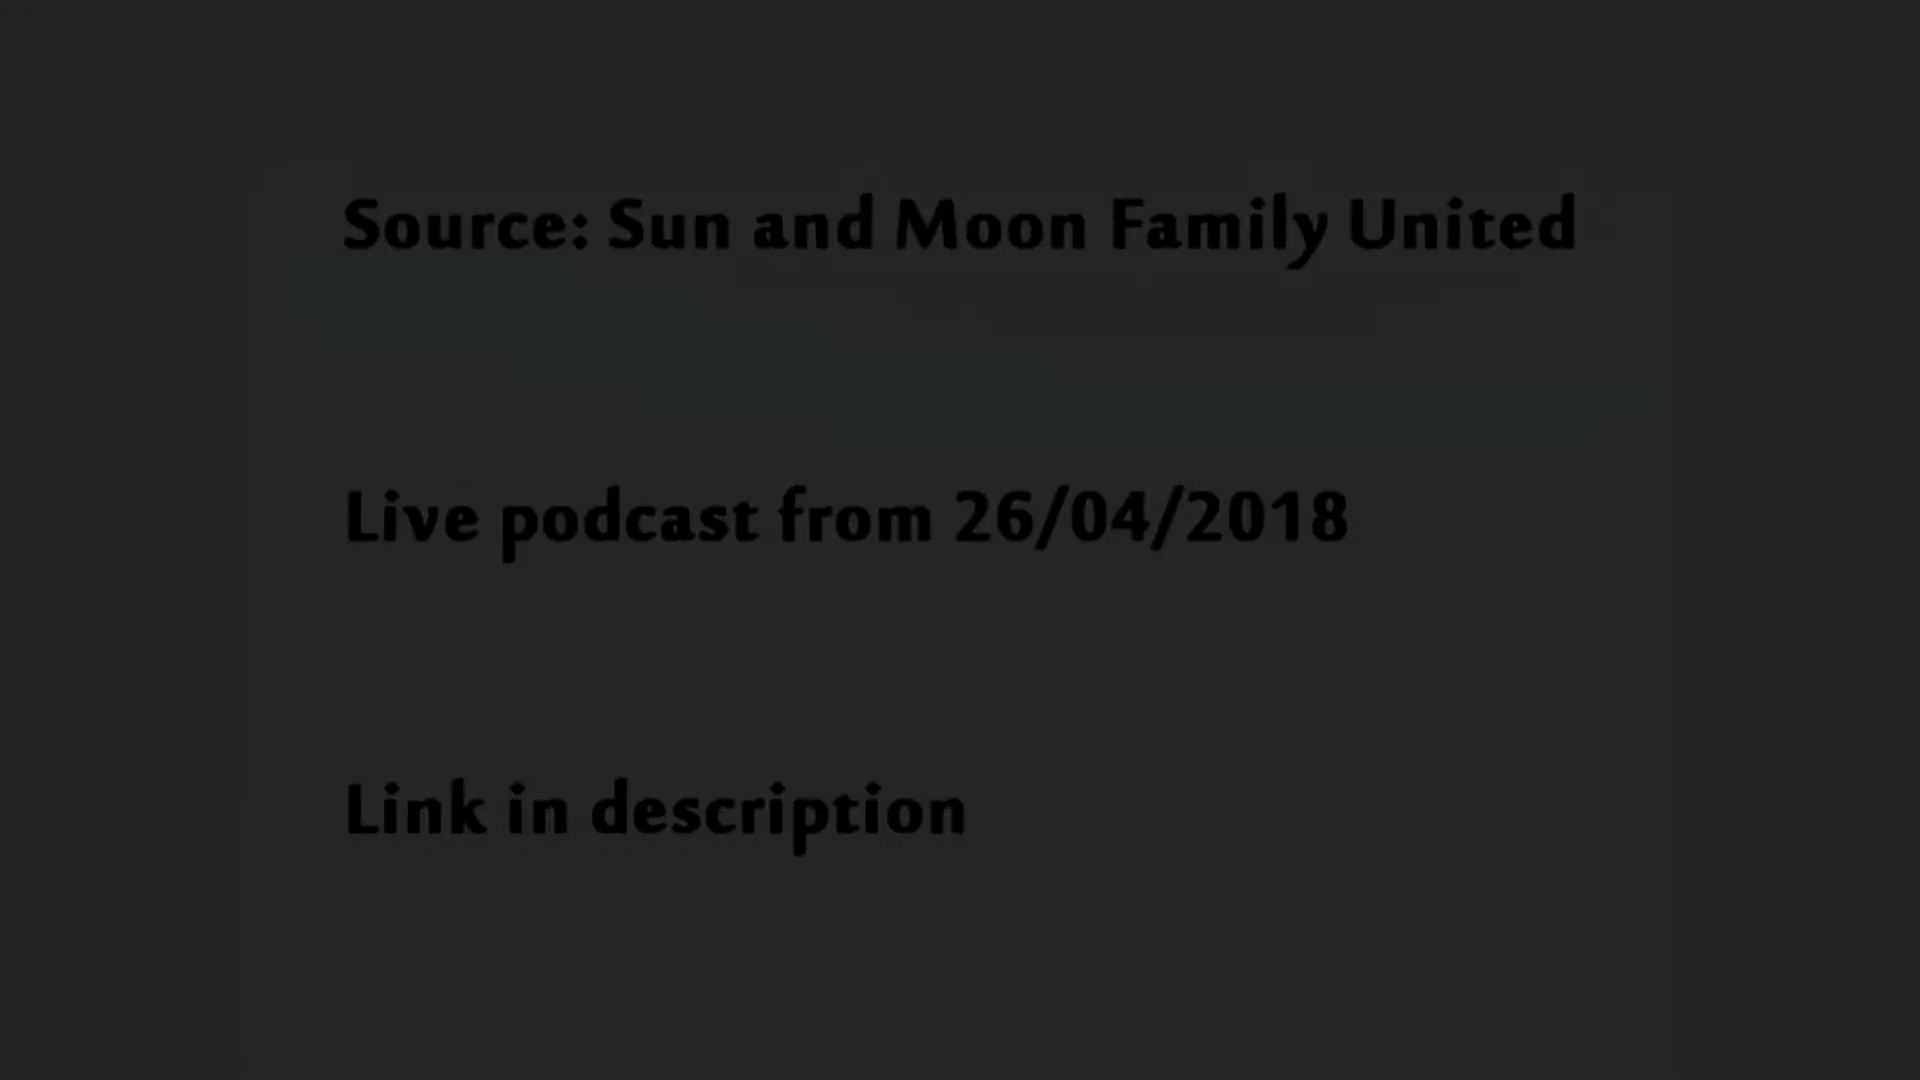 Source: Sun and Moon Family United
Live podcast from 26/04/2018
Link in description